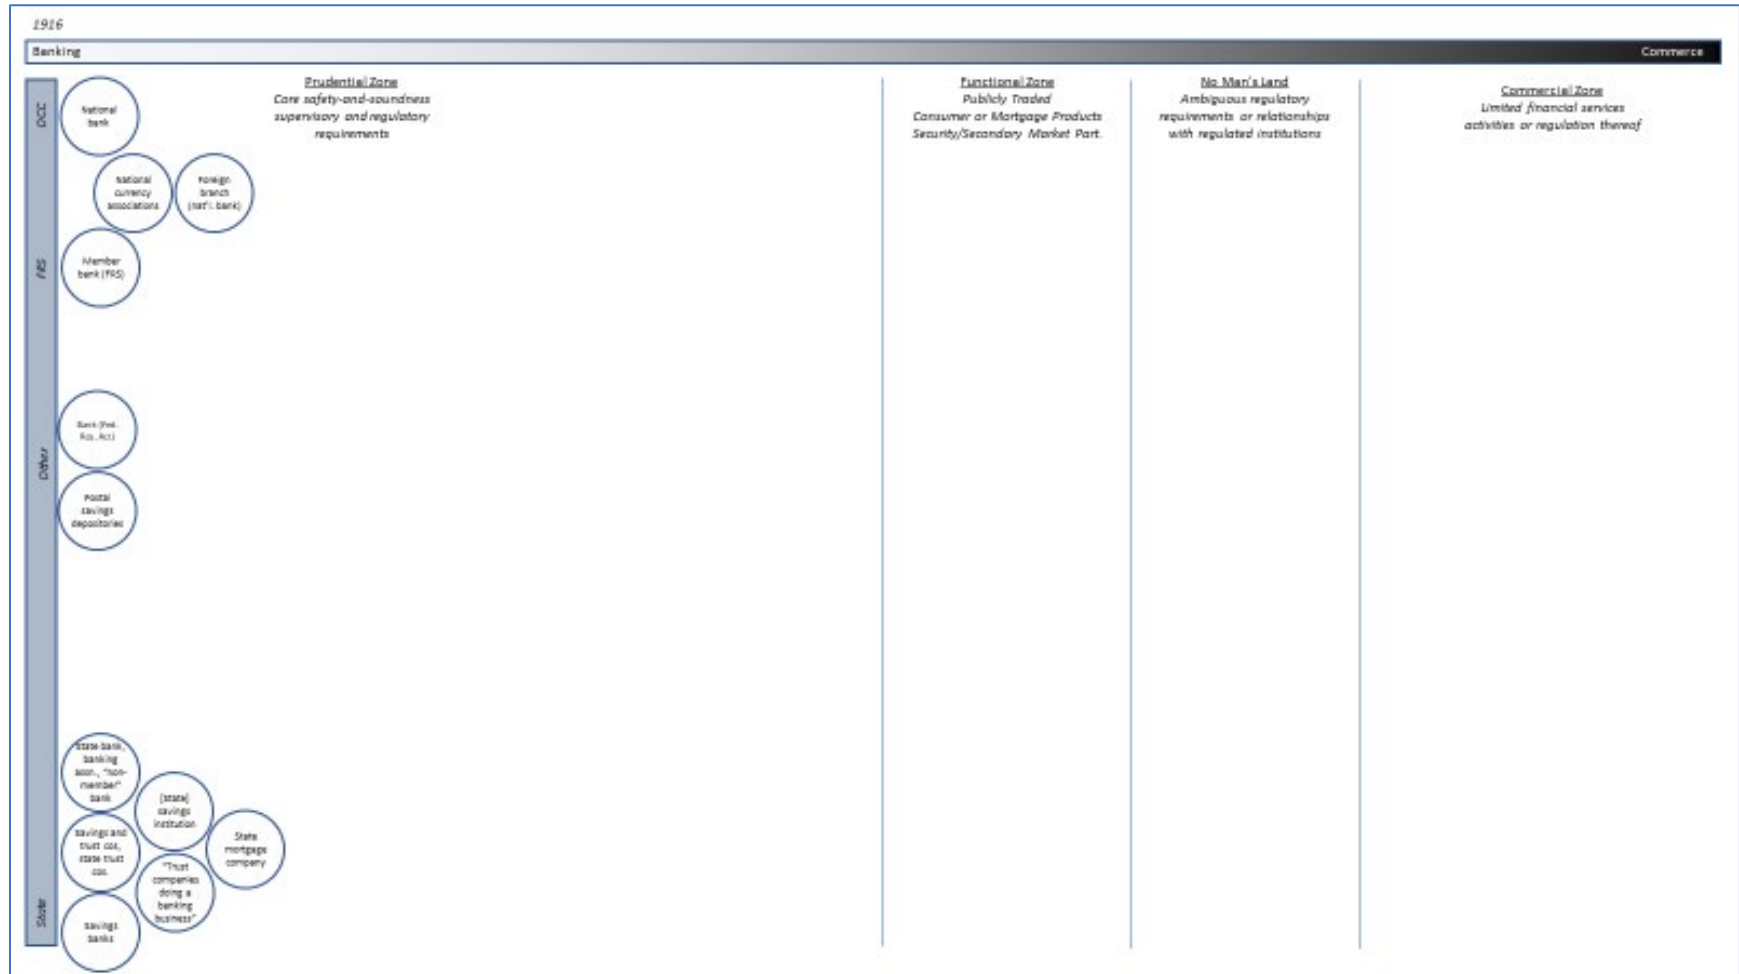 1916
Banking
Commerce
OCC
FRS
Other
State
Prudential Zone
Core safety-and-soundness
supervisory and regulatory
requirements
Functional Zone
Publicly Traded
Consumer or Mortgage Products
Security/Secondary Market Part.
No Man's Land
Ambiguous regulatory
requirements or relationships
with regulated institutions
Commercial Zone
Limited financial services
activities or regulation thereof
National
bank
National
currency
associations
Foreign
branch
(nat'l. bank)
Member
bank (FRS)
Bank (Fed.
Rsv. Act)
Postal
savings
depositories
State bank,
banking
assn., "non-
member"
bank
[state]
savings
institution
Savings and
trust cos,
state trust
cos.
State
mortgage
company
"Trust
companies
doing a
banking
business"
Savings
banks